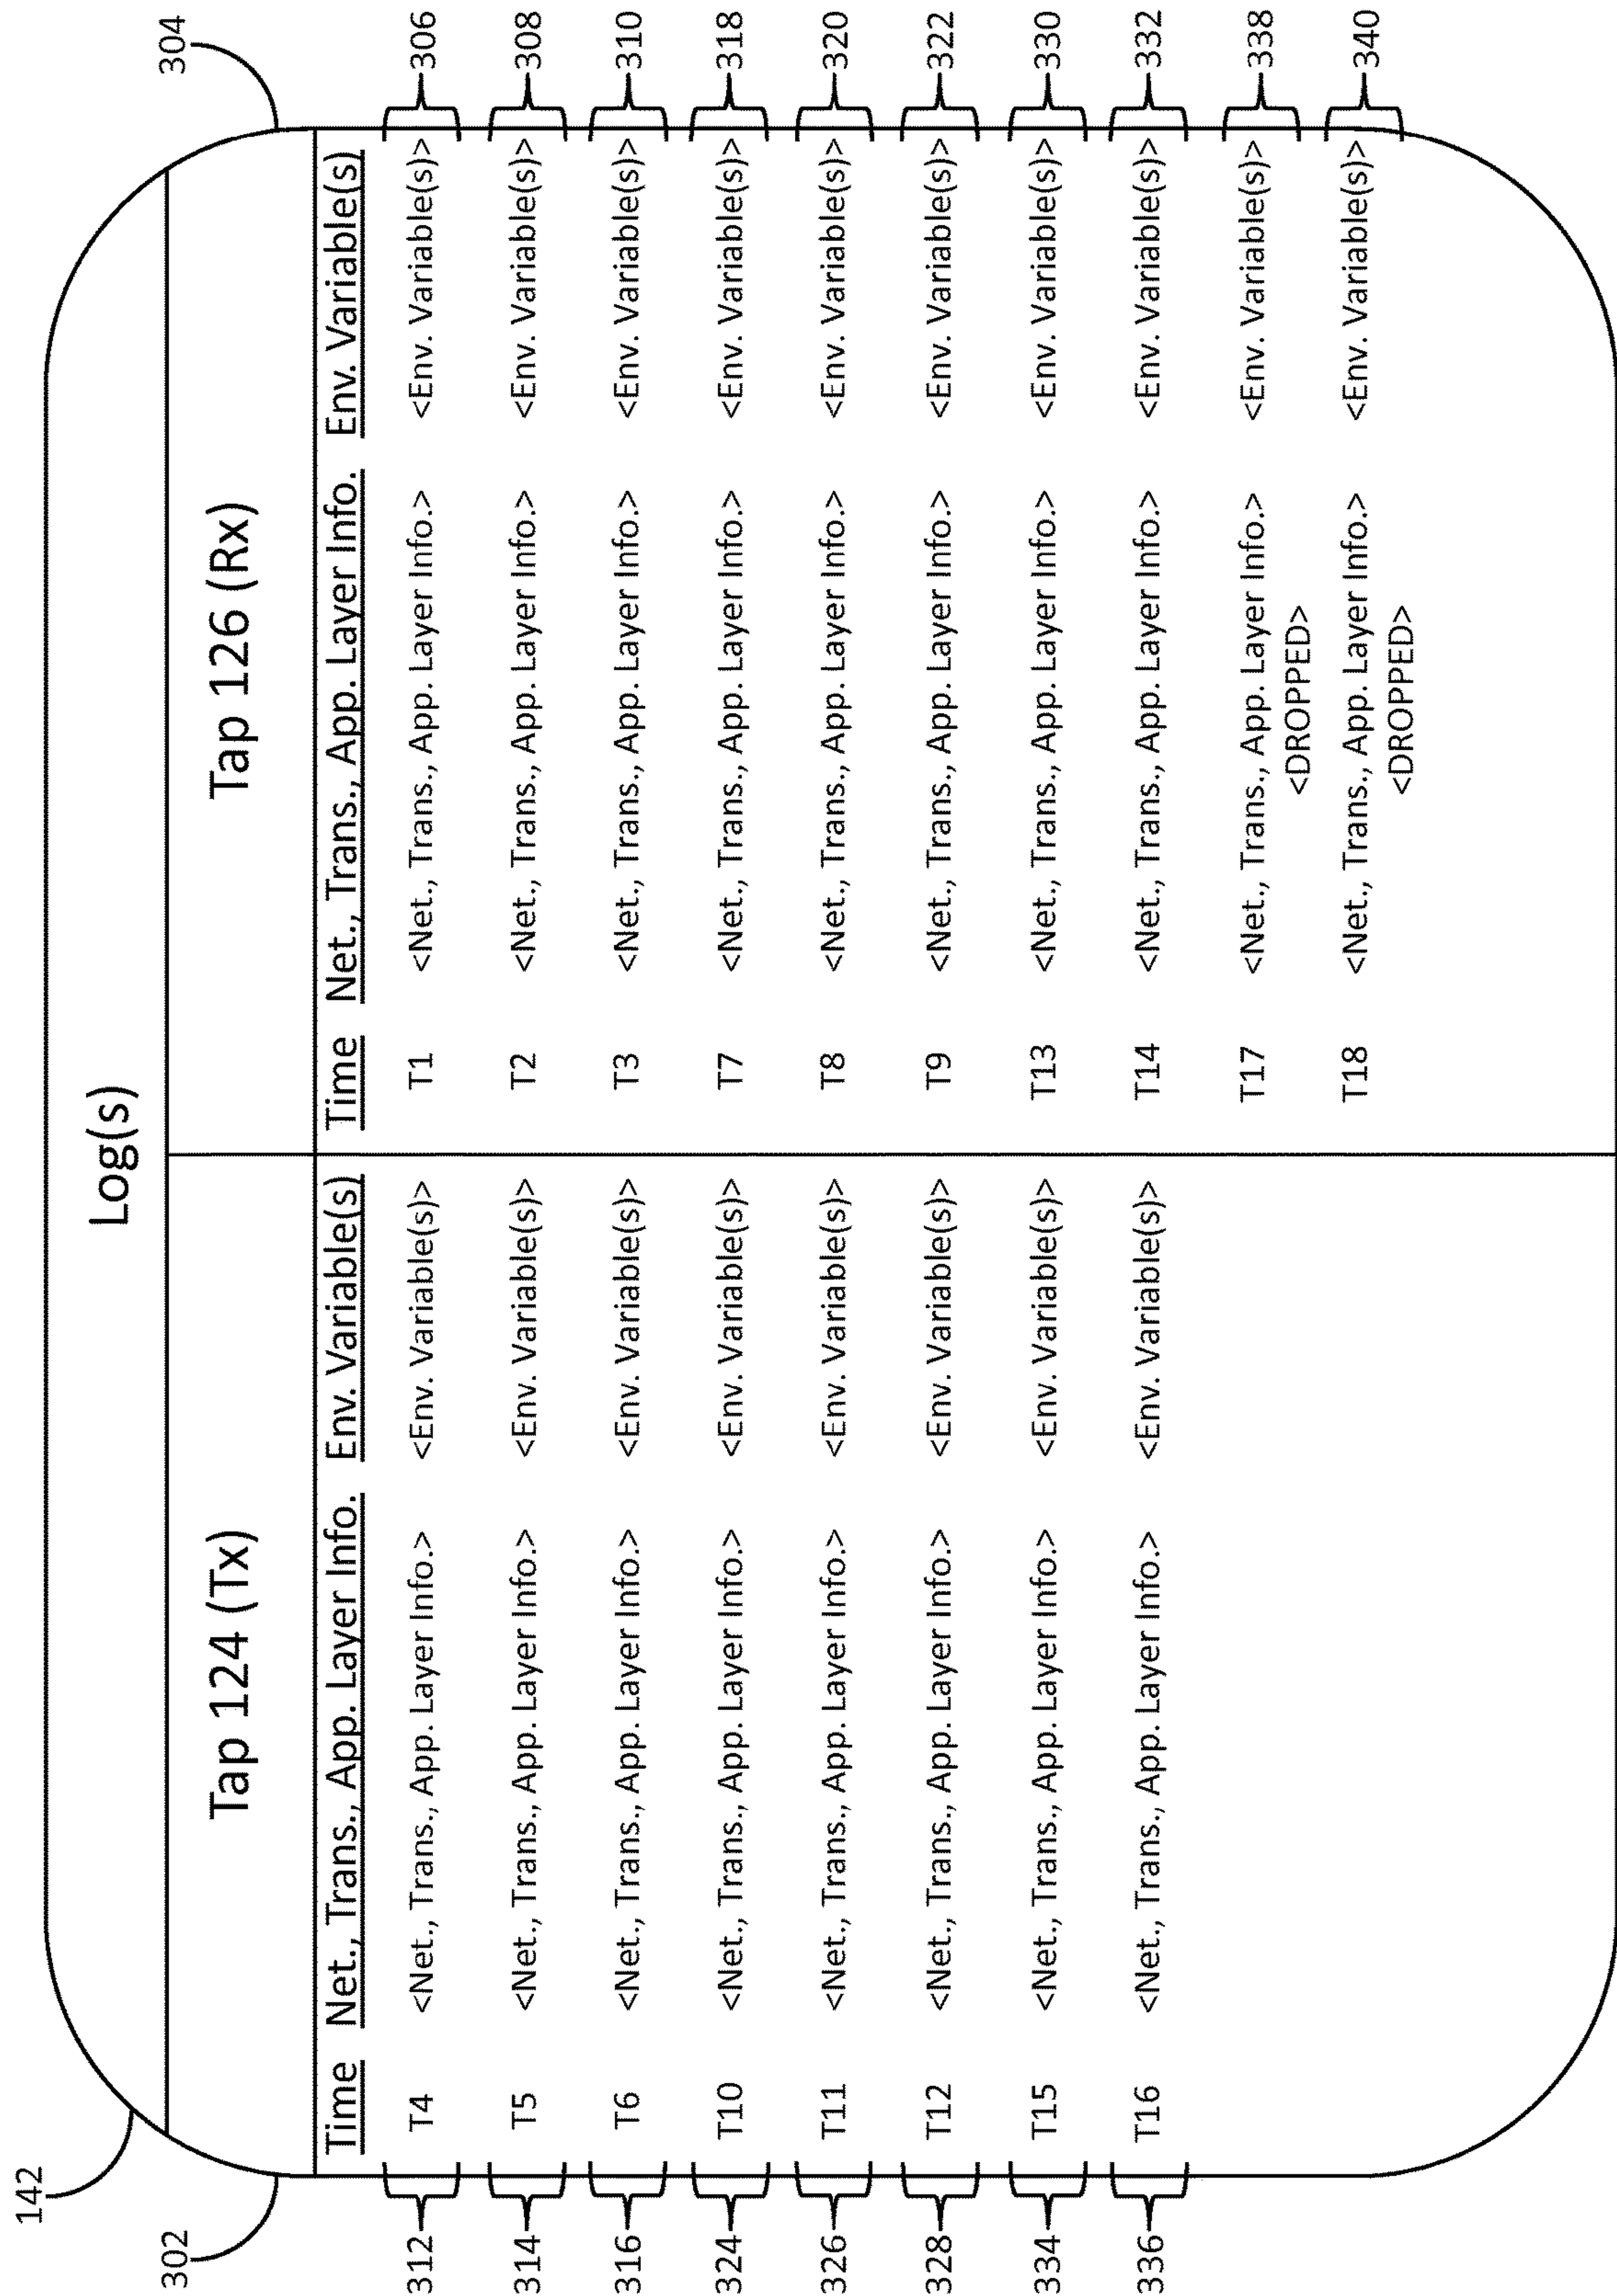 142
Log(s)
302
304
Tap 124 (Tx)
Tap 126 (Rx)
Time Net., Trans., App. Layer Info. Env. Variable(s)
Time Net., Trans., App. Layer Info. Env. Variable(s)
312 T4 <Net., Trans., App. Layer Info.> <Env. Variable(s)>
T1 <Net., Trans., App. Layer Info.> <Env. Variable(s)> 306
314 T5 <Net., Trans., App. Layer Info.> <Env. Variable(s)>
T2 <Net., Trans., App. Layer Info.> <Env. Variable(s)> 308
316 T6 <Net., Trans., App. Layer Info.> <Env. Variable(s)>
T3 <Net., Trans., App. Layer Info.> <Env. Variable(s)> 310
324 T10 <Net., Trans., App. Layer Info.> <Env. Variable(s)>
T7 <Net., Trans., App. Layer Info.> <Env. Variable(s)> 318
326 T11 <Net., Trans., App. Layer Info.> <Env. Variable(s)>
T8 <Net., Trans., App. Layer Info.> <Env. Variable(s)> 320
328 T12 <Net., Trans., App. Layer Info.> <Env. Variable(s)>
T9 <Net., Trans., App. Layer Info.> <Env. Variable(s)> 322
334 T15 <Net., Trans., App. Layer Info.> <Env. Variable(s)>
T13 <Net., Trans., App. Layer Info.> <Env. Variable(s)> 330
336 T16 <Net., Trans., App. Layer Info.> <Env. Variable(s)>
T14 <Net., Trans., App. Layer Info.> <Env. Variable(s)> 332
T17 <Net., Trans., App. Layer Info.> <Env. Variable(s)> 338
<DROPPED>
T18 <Net., Trans., App. Layer Info.> <Env. Variable(s)> 340
<DROPPED>